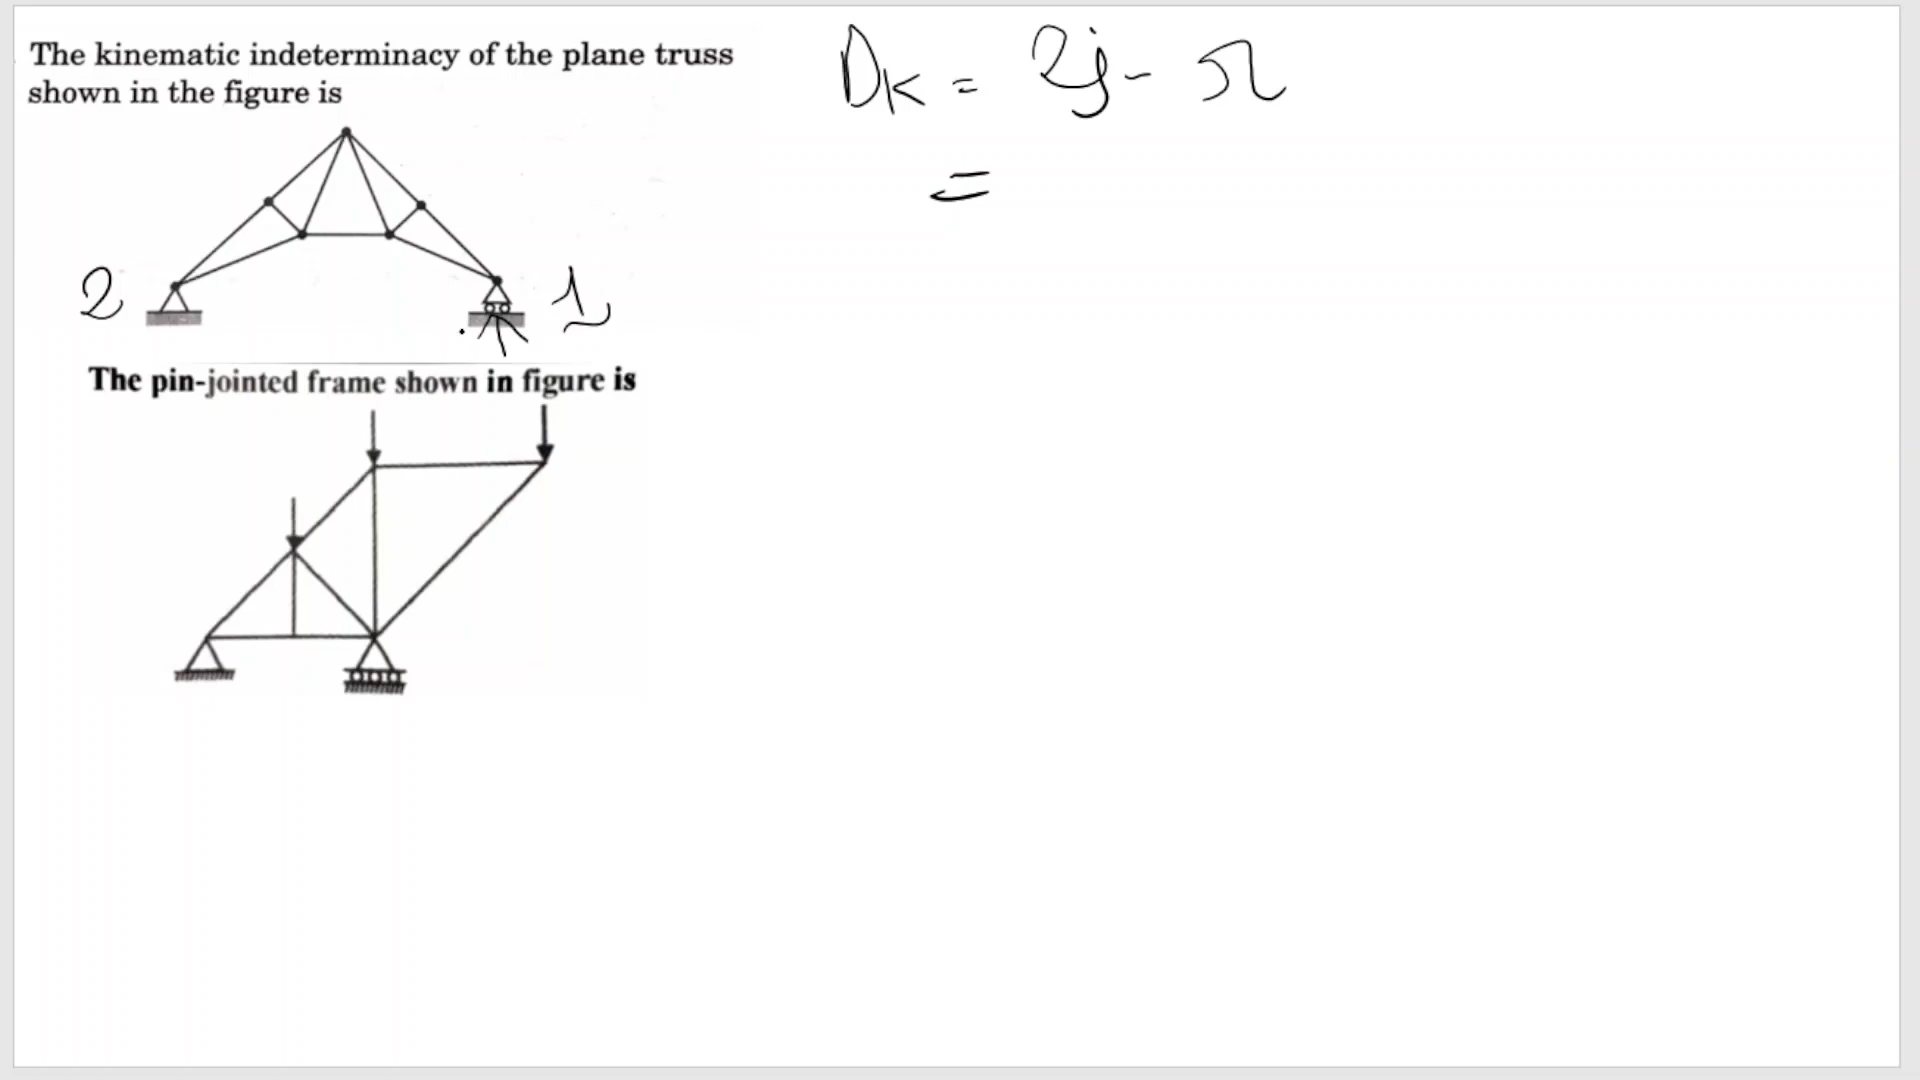 The kinematic indeterminacy of the plane truss
shown in the figure is
2
1
The pin-jointed frame shown in figure is
DK = 2j - r
=